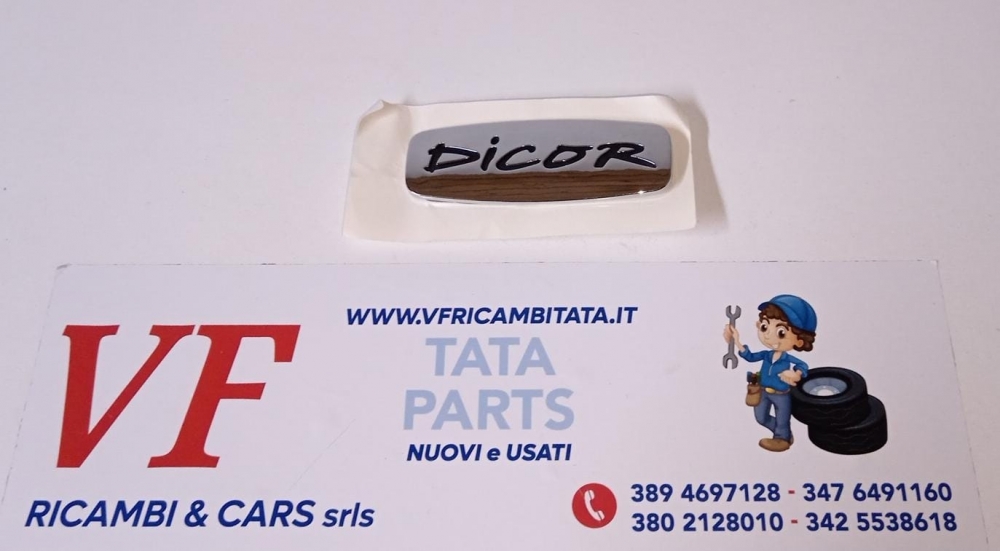 DiCOR
WWW.VFRICAMBITATA.IT
VF
TATA
PARTS
NUOVI e USATI
RICAMBI & CARS srls
389 4697128 - 347 6491160
380 2128010 - 342 5538618